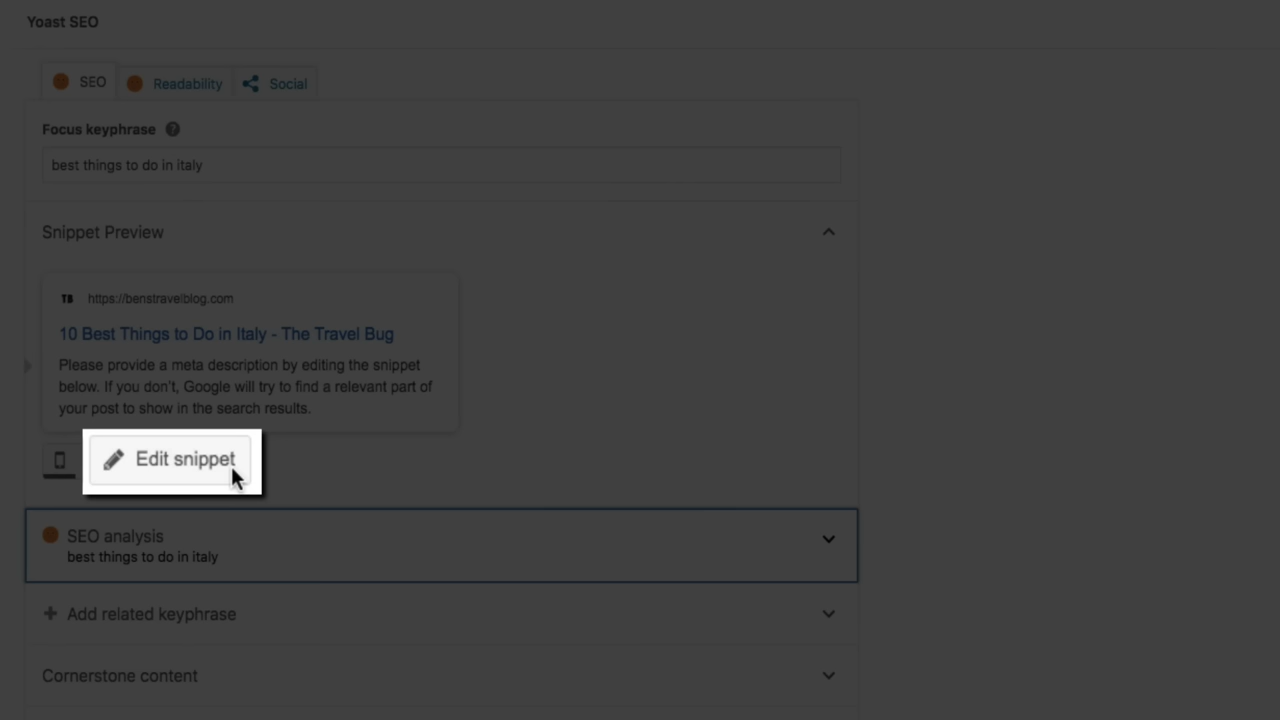 Yoast SEO
SEO
Readability
Social
Focus keyphrase ?
best things to do in italy
Snippet Preview
TB https://benstravelblog.com
10 Best Things to Do in Italy - The Travel Bug
Please provide a meta description by editing the snippet
below. If you don't, Google will try to find a relevant part of
your post to show in the search results.
Edit snippet
SEO analysis
best things to do in italy
Add related keyphrase
Cornerstone content